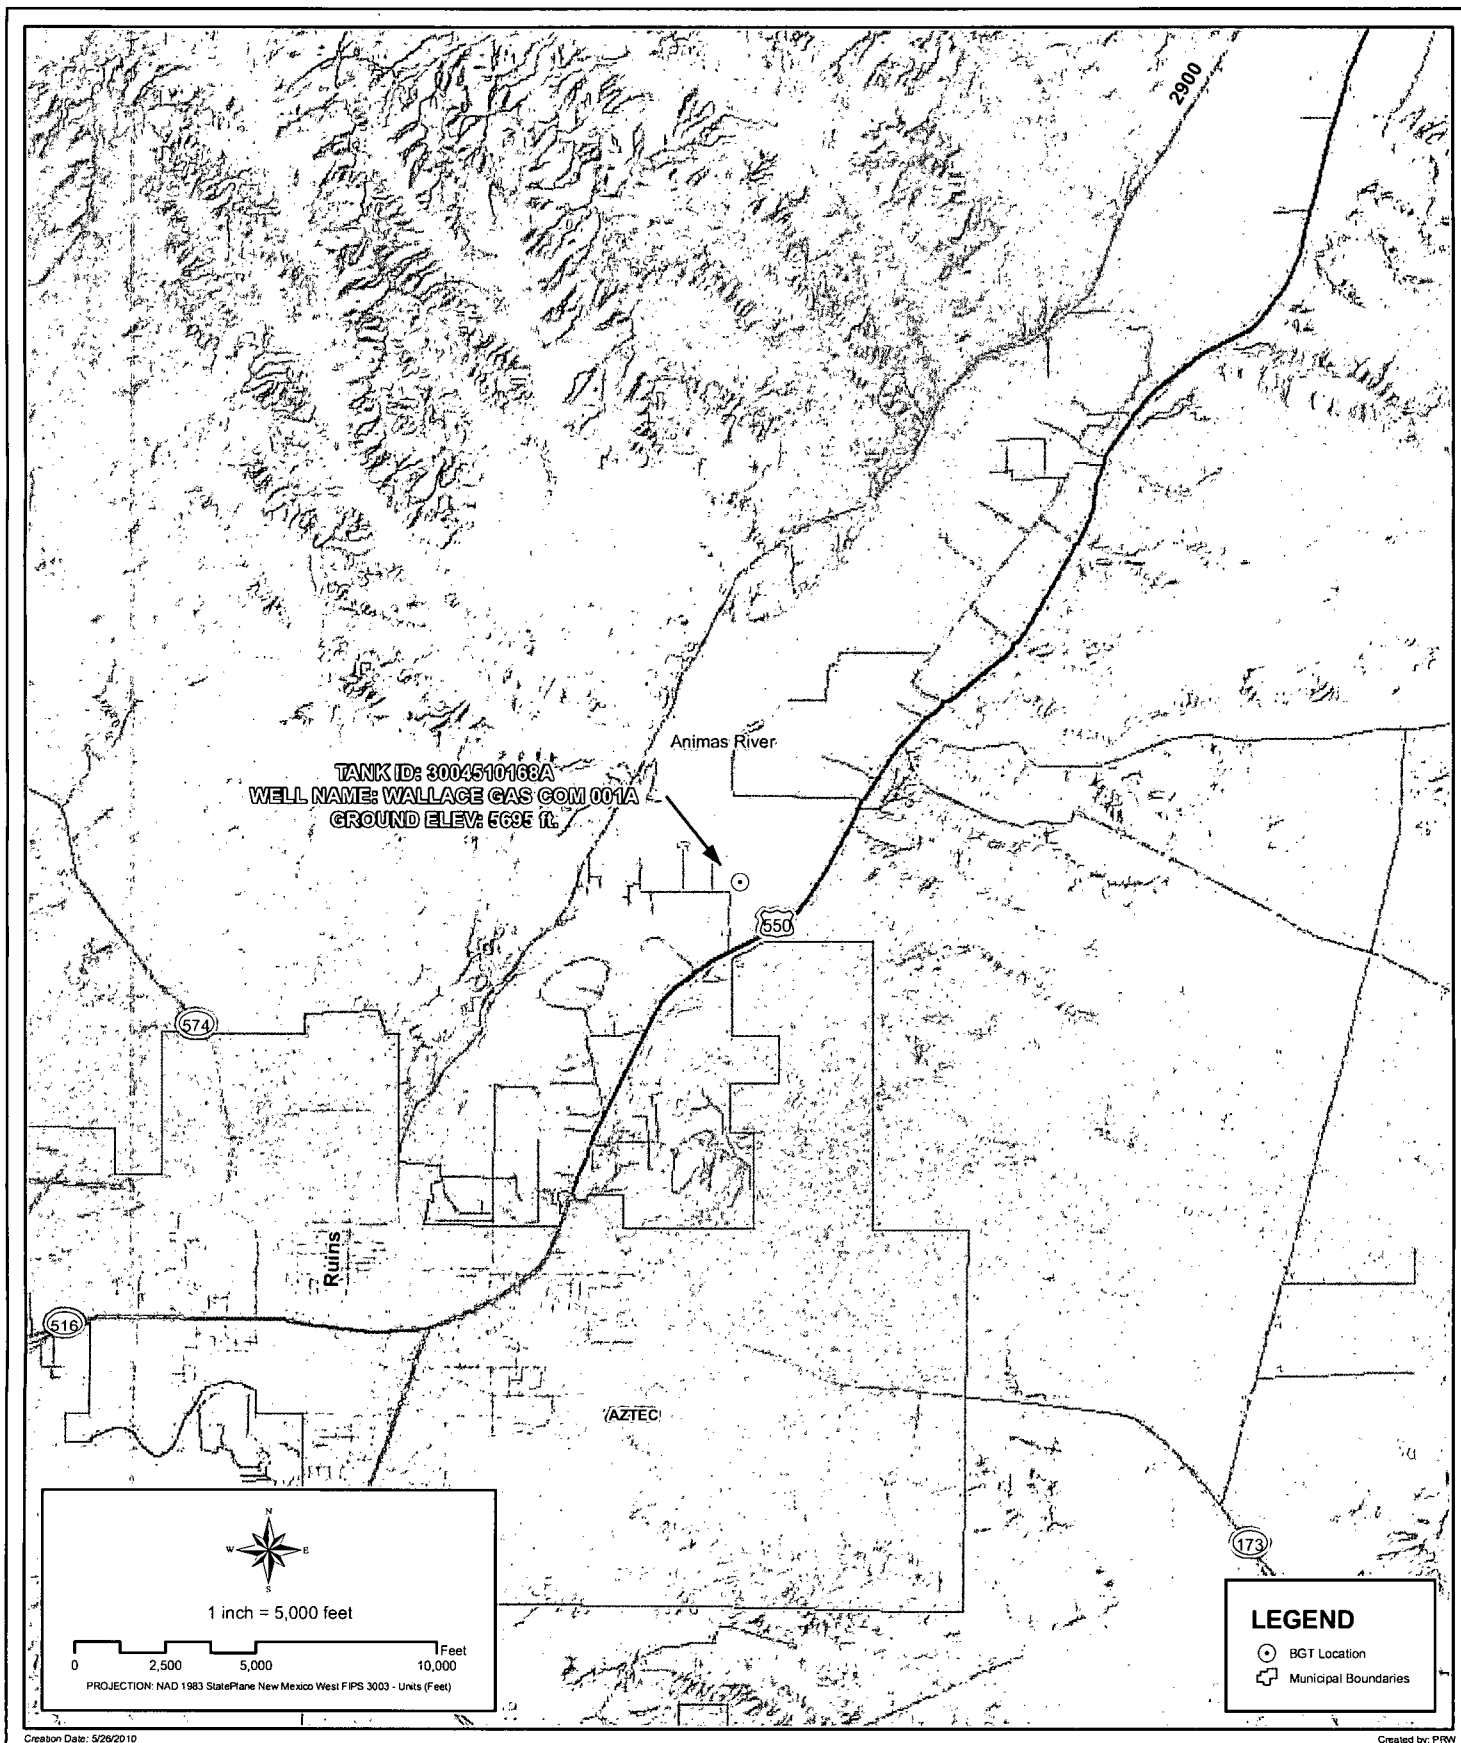 2900
Animas River
TANK ID: 3004510168A
WELL NAME: WALLACE GAS COM 001A
GROUND ELEV: 5695 ft.
550
574
Ruins
516
(AZTEC)
173
N
W E
S
1 inch = 5,000 feet
Feet
0 2,500 5,000 10,000
PROJECTION: NAD 1983 StatePlane New Mexico West FIPS 3003 - Units (Feet)
LEGEND
BGT Location
Municipal Boundaries
Creation Date: 5/26/2010
Created by: PRW